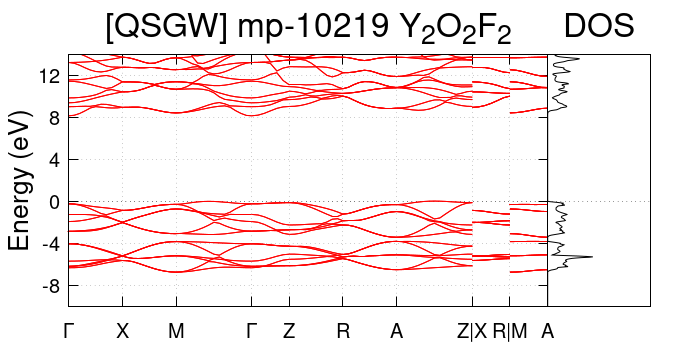 [QSGW] mp-10219 Y₂O₂F₂ DOS
Energy (eV)
12
8
4
0
-4
-8
Γ X M Γ Z R A Z|X R|M A